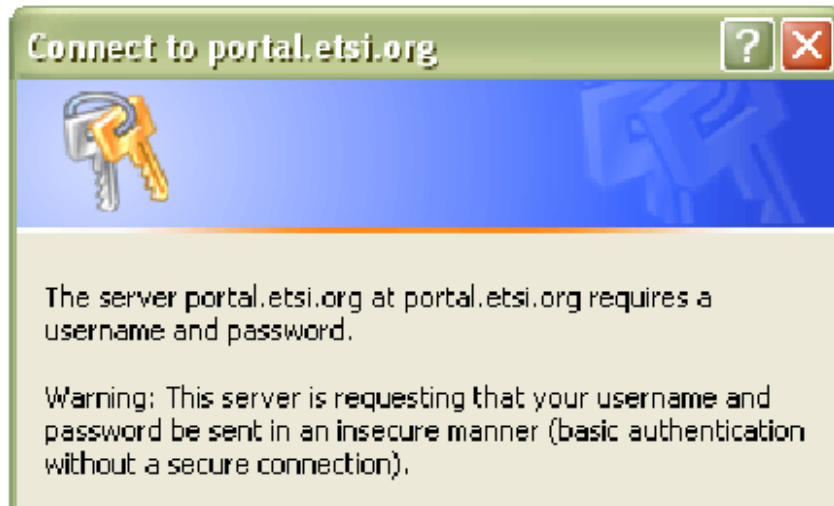 Connect to portal.etsi.org
The server portal.etsi.org at portal.etsi.org requires a
username and password.
Warning: This server is requesting that your username and
password be sent in an insecure manner (basic authentication
without a secure connection).